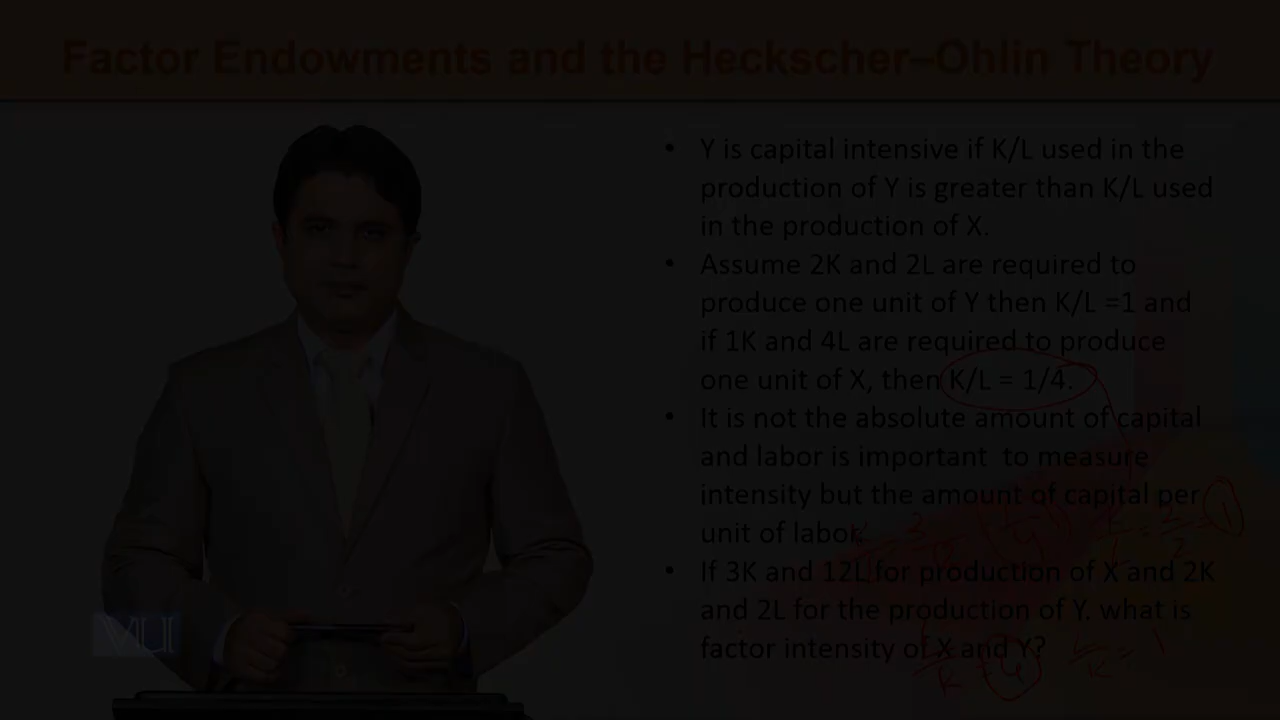 Factor Endowments and the Heckscher–Ohlin Theory
• Y is capital intensive if K/L used in the
production of Y is greater than K/L used
in the production of X.
• Assume 2K and 2L are required to
produce one unit of Y then K/L =1 and
if 1K and 4L are required to produce
one unit of X, then K/L = 1/4.
• It is not the absolute amount of capital
and labor is important to measure
intensity but the amount of capital per
unit of labor.
• If 3K and 12L for production of X and 2K
and 2L for the production of Y. what is
factor intensity of X and Y?
VU